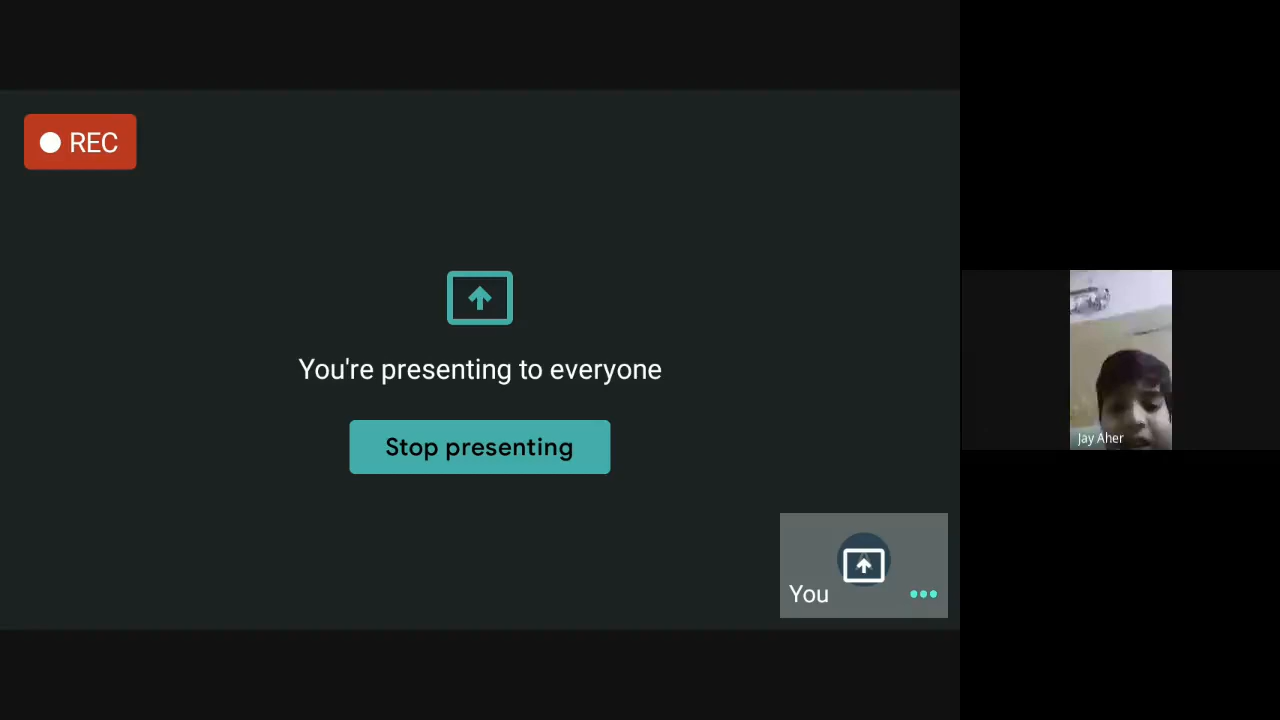 REC
You're presenting to everyone
Stop presenting
You
Jay Aher